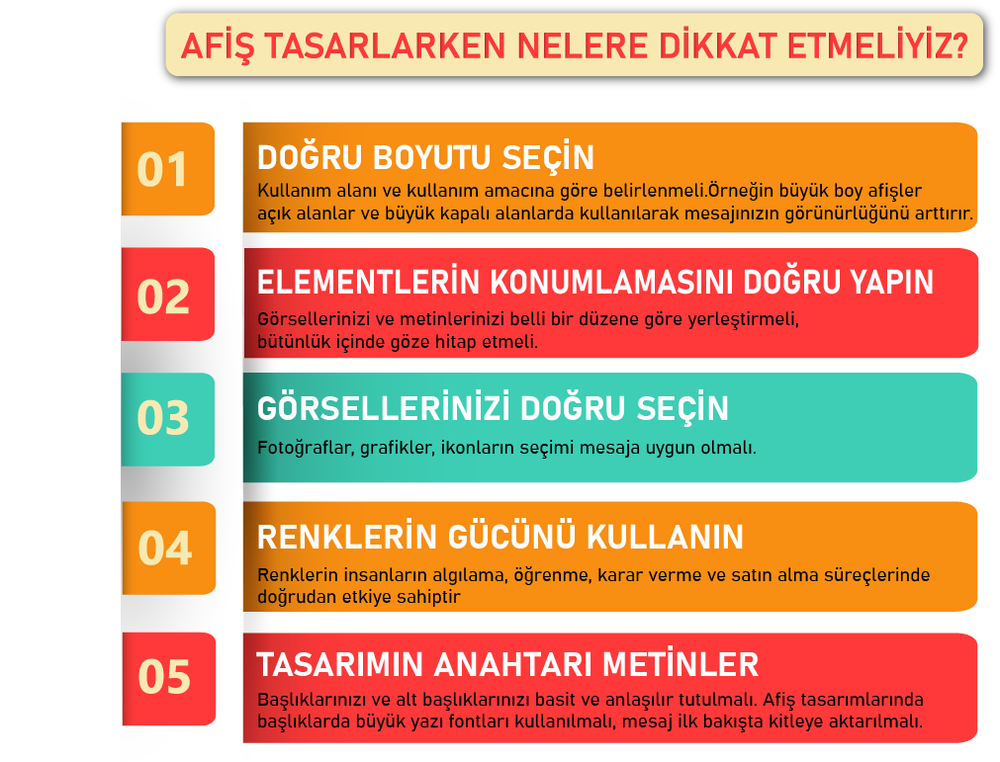 AFİŞ TASARLARKEN NELERE DİKKAT ETMELİYİZ?
01
DOĞRU BOYUTU SEÇİN
Kullanım alanı ve kullanım amacına göre belirlenmeli.Örneğin büyük boy afişler
açık alanlar ve büyük kapalı alanlarda kullanılarak mesajınızın görünürlüğünü arttırır.
02
ELEMENTLERİN KONUMLAMASINI DOĞRU YAPIN
Görsellerinizi ve metinlerinizi belli bir düzene göre yerleştirmeli,
bütünlük içinde göze hitap etmeli.
03
GÖRSELLERİNİZİ DOĞRU SEÇİN
Fotoğraflar, grafikler, ikonların seçimi mesaja uygun olmalı.
04
RENKLERİN GÜCÜNÜ KULLANIN
Renklerin insanların algılama, öğrenme, karar verme ve satın alma süreçlerinde
doğrudan etkiye sahiptir
05
TASARIMIN ANAHTARI METİNLER
Başlıklarınızı ve alt başlıklarınızı basit ve anlaşılır tutulmalı. Afiş tasarımlarında
başlıklarda büyük yazı fontları kullanılmalı, mesaj ilk bakışta kitleye aktarılmalı.